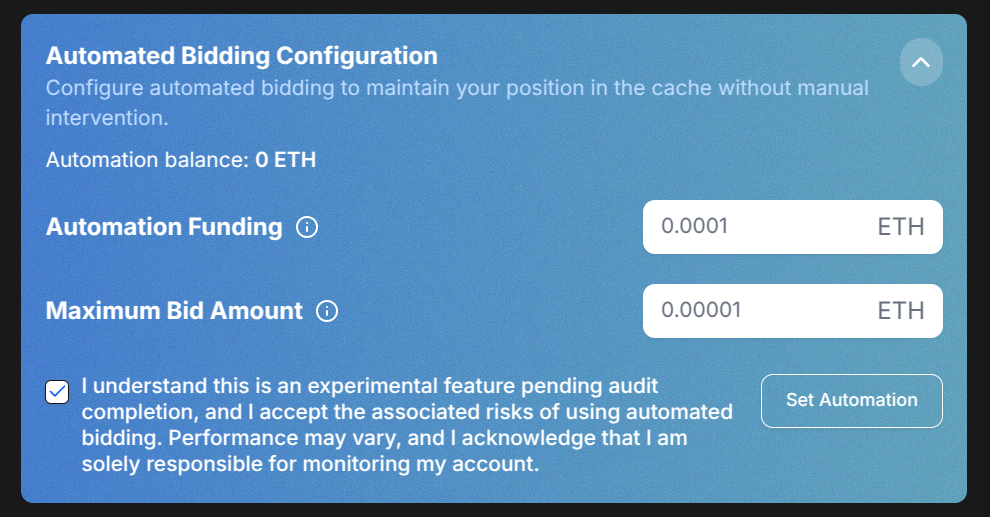 Automated Bidding Configuration
Configure automated bidding to maintain your position in the cache without manual
intervention.
Automation balance: 0 ETH
Automation Funding
0.0001 ETH
Maximum Bid Amount
0.00001 ETH
I understand this is an experimental feature pending audit
completion, and I accept the associated risks of using automated
bidding. Performance may vary, and I acknowledge that I am
solely responsible for monitoring my account.
Set Automation